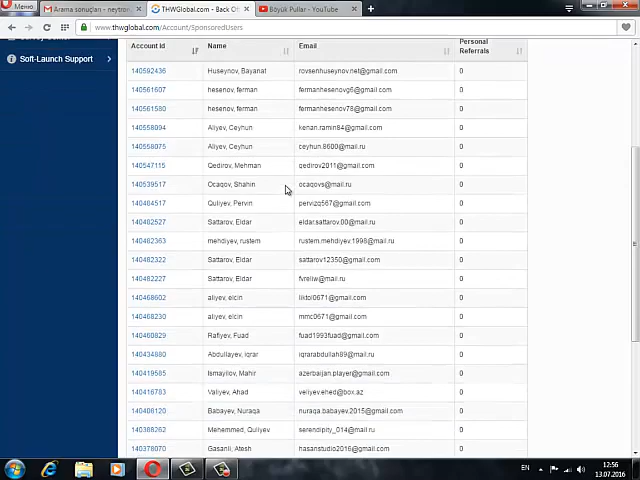 Меню
Arama sonuçları - neytron
THWGlobal.com - Back Of
Böyük Pullar - YouTube
www.thwglobal.com/Account/SponsoredUsers
Soft-Launch Support
Account Id Name Email Personal Referrals
140592436 Huseynov, Bayanat rovsenhuseynov.net@gmail.com 0
140561607 hesenov, ferman fermanhesenovg6@gmail.com 0
140561580 hesenov, ferman fermanhesenov78@gmail.com 0
140558094 Aliyev, Ceyhun kenan.ramin84@gmail.com 0
140558075 Aliyev, Ceyhun ceyhun.8600@mail.ru 0
140547115 Qedirov, Mehman qedirov2011@gmail.com 0
140539517 Ocaqov, Shahin ocaqovs@mail.ru 0
140404517 Quliyev, Pervin pervizq567@gmail.com 0
140402527 Sattarov, Eldar eldar.sattarov.00@mail.ru 0
140402363 mehdiyev, rustem rustem.mehdiyev.1998@mail.ru 0
140482322 Sattarov, Eldar sattarov12350@gmail.com 0
140482227 Sattarov, Eldar fvreliw@mail.ru 0
140468602 aliyev, elcin liktol0671@gmail.com 0
140468230 aliyev, elcin mmc0671@gmail.com 0
140460829 Rafiyev, Fuad fuad1993fuad@gmail.com 0
140434880 Abdullayev, iqrar iqrarabdullah89@mail.ru 0
140419585 Ismayilov, Mahir azerbaijan.player@gmail.com 0
140416783 Valiyev, Ahad veliyev.ehed@box.az 0
140406120 Babayev, Nuraqa nuraqa.babayev.2015@gmail.com 0
140388262 Mehemmed, Quliyev serendipity_014@mail.ru 0
140378070 Gasanli, Atesh hasanstudio2016@gmail.com 0
EN
12:56
13.07.2016